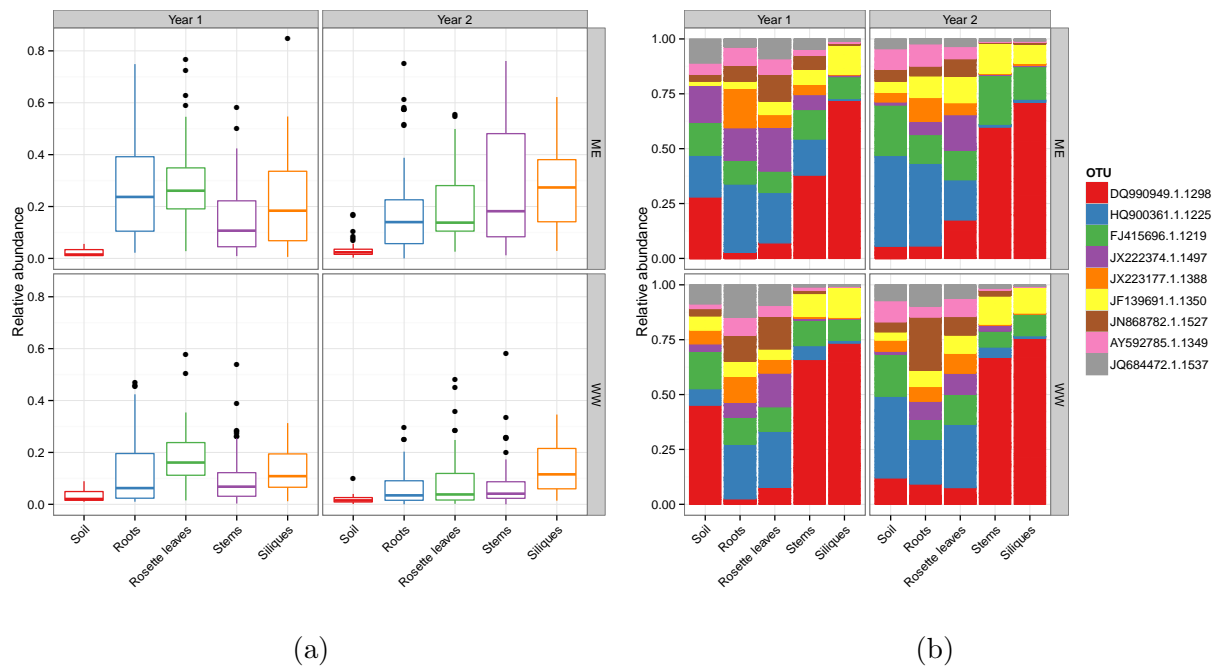 Year 1
Year 2
0.8
0.6
0.4
0.2
0.0
ME
0.8
0.6
0.4
0.2
0.0
WW
Relative abundance
Soil
Roots
Rosette leaves
Stems
Siliques
Soil
Roots
Rosette leaves
Stems
Siliques
(a)
Year 1
Year 2
1.00
0.75
0.50
0.25
0.00
ME
1.00
0.75
0.50
0.25
0.00
WW
Relative abundance
Soil
Roots
Rosette leaves
Stems
Siliques
Soil
Roots
Rosette leaves
Stems
Siliques
OTU
DQ990949.1.1298
HQ900361.1.1225
FJ415696.1.1219
JX222374.1.1497
JX223177.1.1388
JF139691.1.1350
JN868782.1.1527
AY592785.1.1349
JQ684472.1.1537
(b)